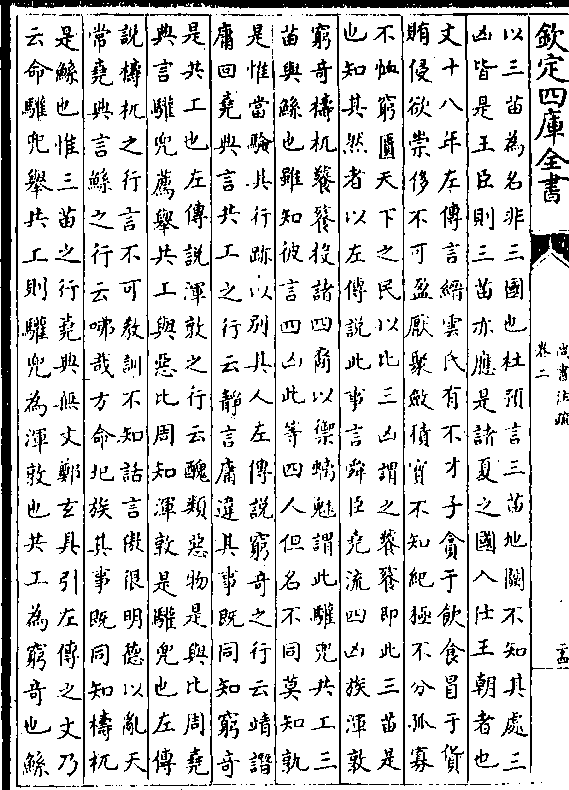 欽定四庫全書
尚書注疏
卷二
以三苗為名非三國也杜預言三苗地闕不知其處三
凶皆是王臣則三苗亦應是諸夏之國入仕王朝者也
文十八年左傳言縉雲氏有不才子貪于飲食冒于貨
賄侵欲崇侈不可盈厭聚斂積實不知紀極不分孤寡
不恤窮匱天下之民以比三凶謂之饕餮即此三苗是
也知其然者以左傳說此事言舜臣堯流四凶族渾敦
窮奇檮杌饕餮投諸四裔以禦螭魅謂此驩兜共工三
苗與鯀也雖知彼言四凶此等四人但名不同莫知孰
是惟當驗其行跡以別其人左傳說窮奇之行云靖譖
庸回堯典言共工之行云靜言庸違其事既同知窮奇
是共工也左傳說渾敦之行云醜類惡物是與比周堯
典言驩兜薦舉共工與惡比周知渾敦是驩兜也左傳
說檮杌之行言不可教訓不知話言傲很明德以亂天
常堯典言鯀之行云咈哉方命圮族其事既同知檮杌
是鯀也惟三苗之行堯典無文鄭玄具引左傳之文乃
云命驩兜舉共工則驩兜為渾敦也共工為窮奇也鯀